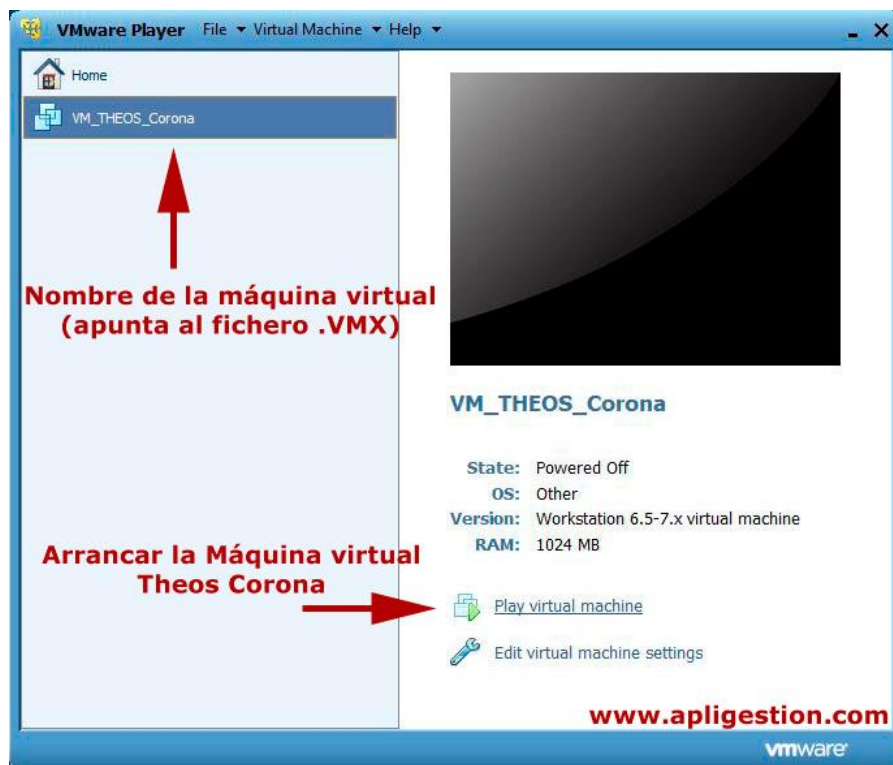 VMware Player File Virtual Machine Help
Home
VM_THEOS_Corona
Nombre de la máquina virtual
(apunta al fichero .VMX)
VM_THEOS_Corona
State: Powered Off
OS: Other
Version: Workstation 6.5-7.x virtual machine
RAM: 1024 MB
Arrancar la Máquina virtual
Theos Corona
Play virtual machine
Edit virtual machine settings
www.apligestion.com
vmware